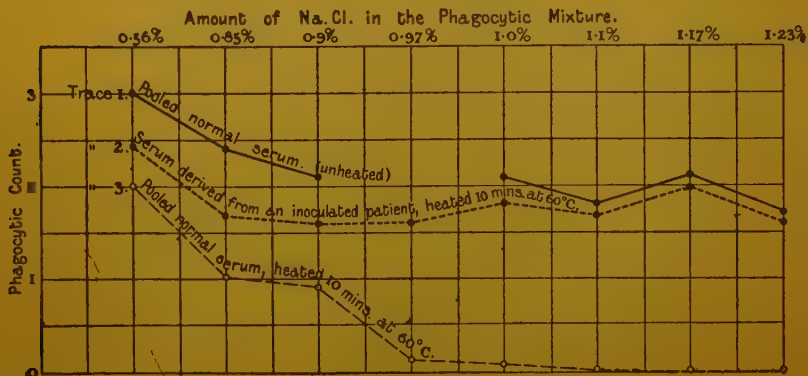 Amount of Na.Cl. in the Phagocytic Mixture.
0·56% 0·85% 0·9% 0·97% 1·0% 1·1% 1·17% 1·23%
Phagocytic Count.
3
II
I
0
Trace 1. Pooled normal serum. (unheated)
" 2. Serum derived from an inoculated patient, heated 10 mins. at 60°C.
" 3. Pooled normal serum, heated 10 mins. at 60°C.